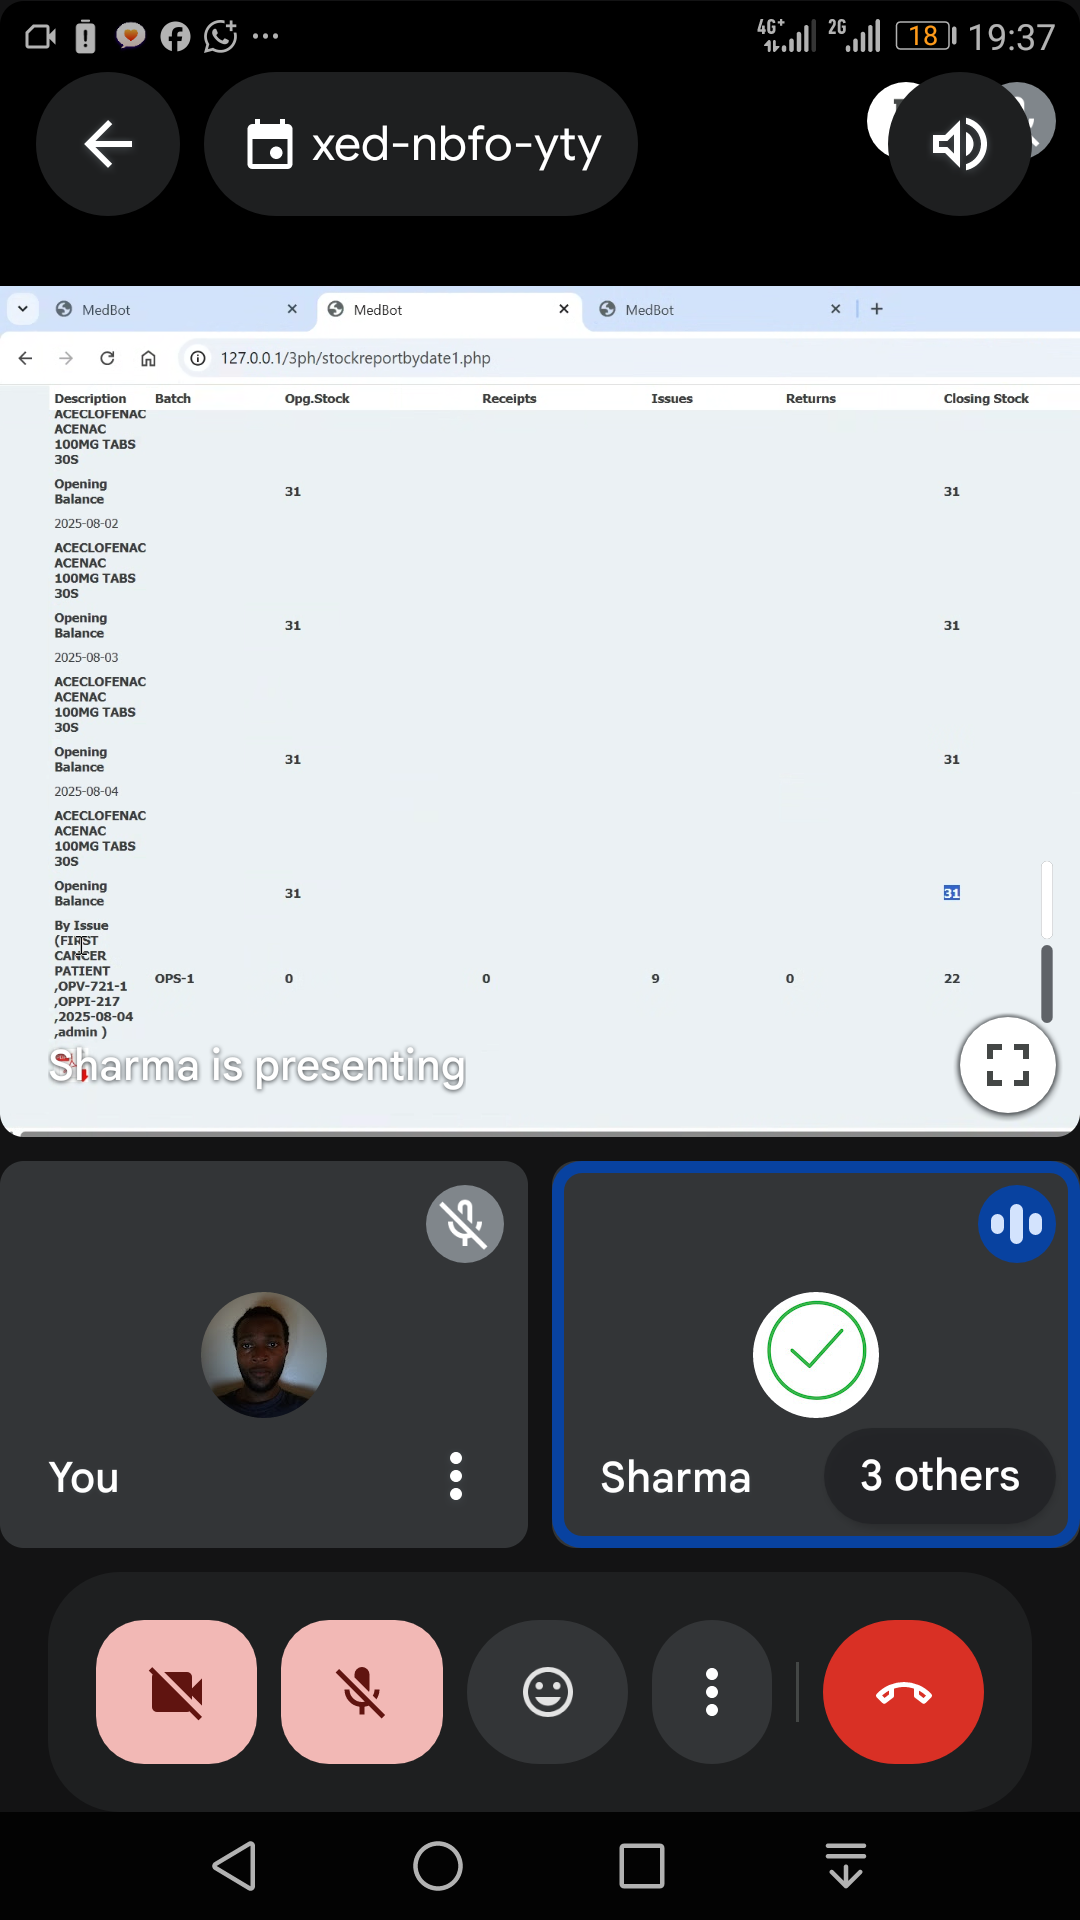 4G+ 2G 18 19:37
xed-nbfo-yty
MedBot MedBot MedBot
127.0.0.1/3ph/stockreportbydate1.php
Description Batch Opg.Stock Receipts Issues Returns Closing Stock
ACECLOFENAC
ACENAC
100MG TABS
30S
Opening
Balance 31 31
2025-08-02
ACECLOFENAC
ACENAC
100MG TABS
30S
Opening
Balance 31 31
2025-08-03
ACECLOFENAC
ACENAC
100MG TABS
30S
Opening
Balance 31 31
2025-08-04
ACECLOFENAC
ACENAC
100MG TABS
30S
Opening
Balance 31 31
By Issue
(FIRST
CANCER
PATIENT
,OPV-721-1 OPS-1 0 0 9 0 22
,OPPI-217
,2025-08-04
,admin )
Sharma is presenting
You
Sharma
3 others